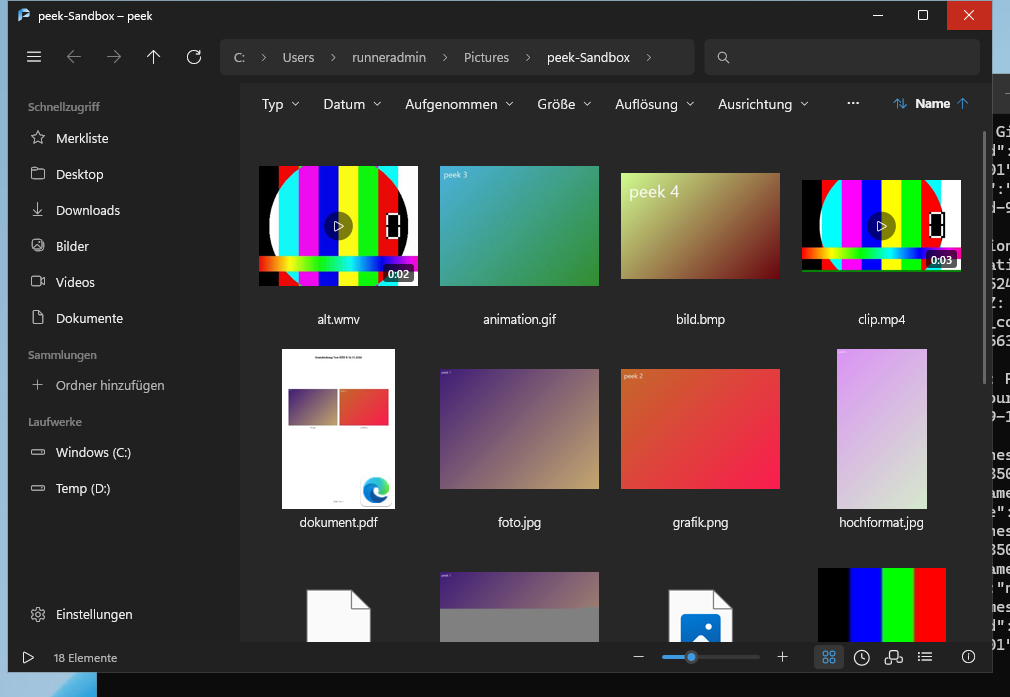 peek-Sandbox – peek
C:
Users
runneradmin
Pictures
peek-Sandbox
Schnellzugriff
Merkliste
Desktop
Downloads
Bilder
Videos
Dokumente
Sammlungen
Ordner hinzufügen
Laufwerke
Windows (C:)
Temp (D:)
Einstellungen
Typ
Datum
Aufgenommen
Größe
Auflösung
Ausrichtung
Name
0:02
peek 3
peek 4
0:03
alt.wmv
animation.gif
bild.bmp
clip.mp4
peek 2
dokument.pdf
foto.jpg
grafik.png
hochformat.jpg
18 Elemente